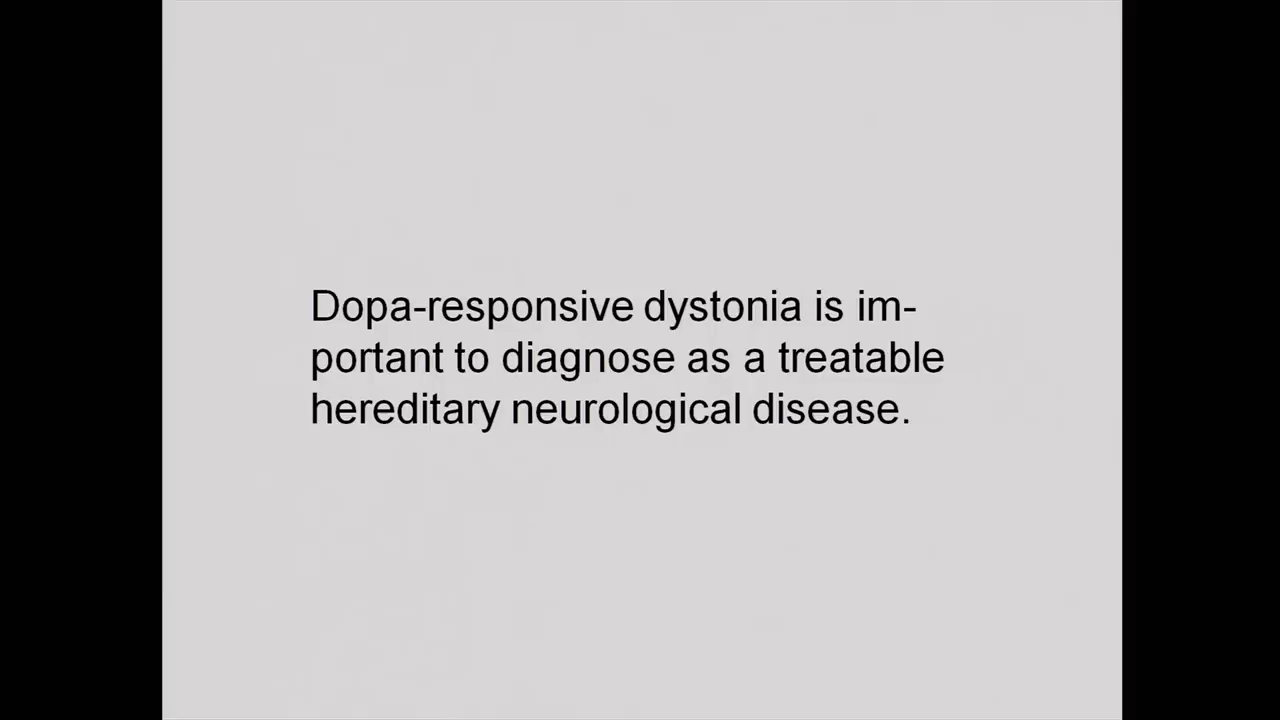 Dopa-responsive dystonia is im-
portant to diagnose as a treatable
hereditary neurological disease.